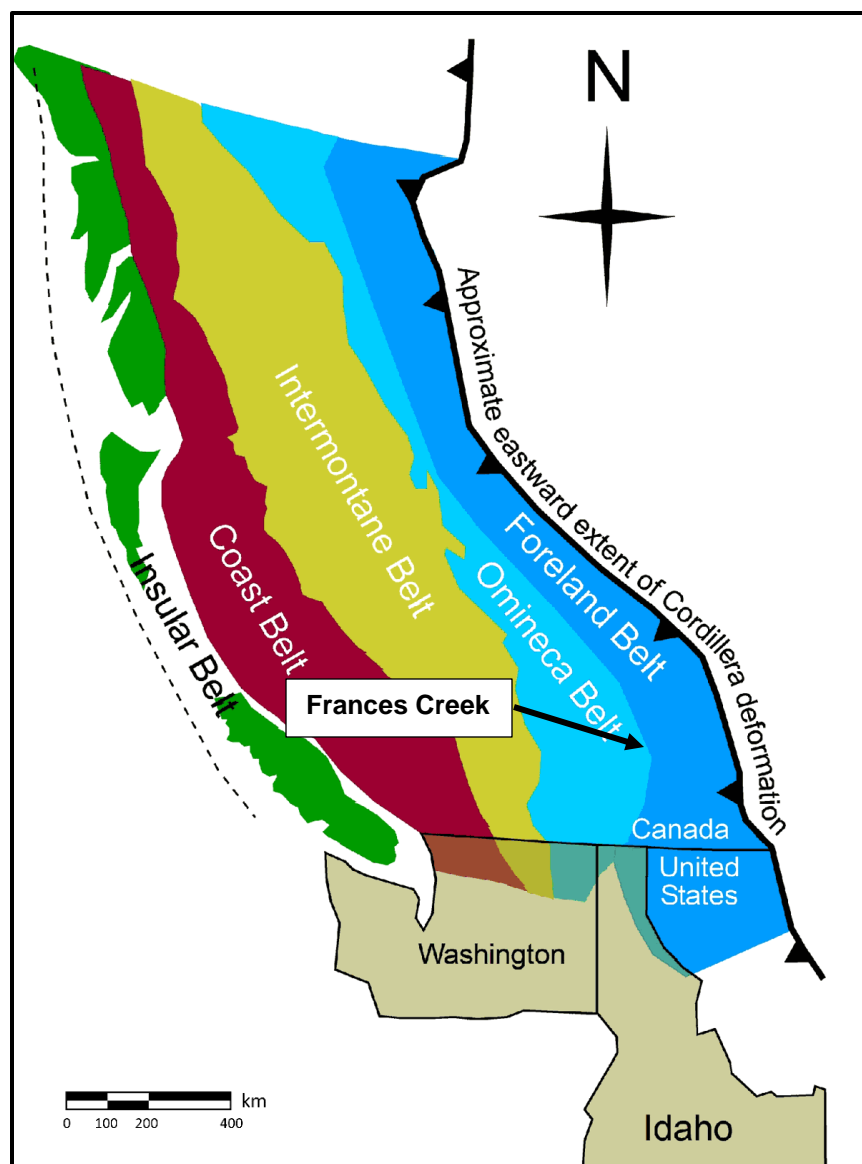 N
Approximate eastward extent of Cordillera deformation
Intermontane Belt
Foreland Belt
Coast Belt
Omineca Belt
Insular Belt
Frances Creek
Canada
United
States
Washington
km
0 100 200 400
Idaho